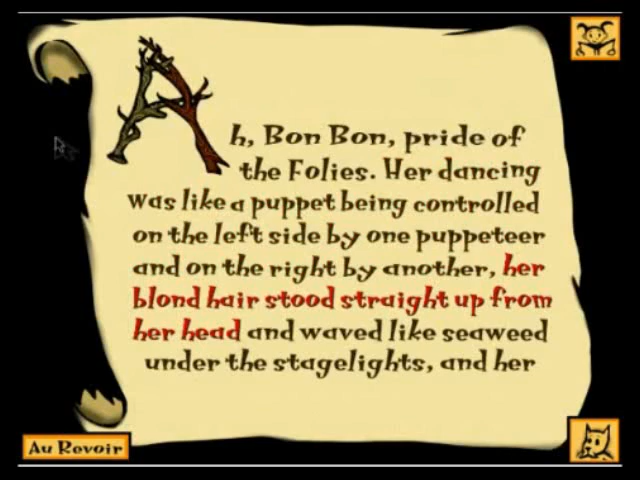 Ah, Bon Bon, pride of
the Folies. Her dancing
was like a puppet being controlled
on the left side by one puppeteer
and on the right by another, her
blond hair stood straight up from
her head and waved like seaweed
under the stagelights, and her
Au Revoir